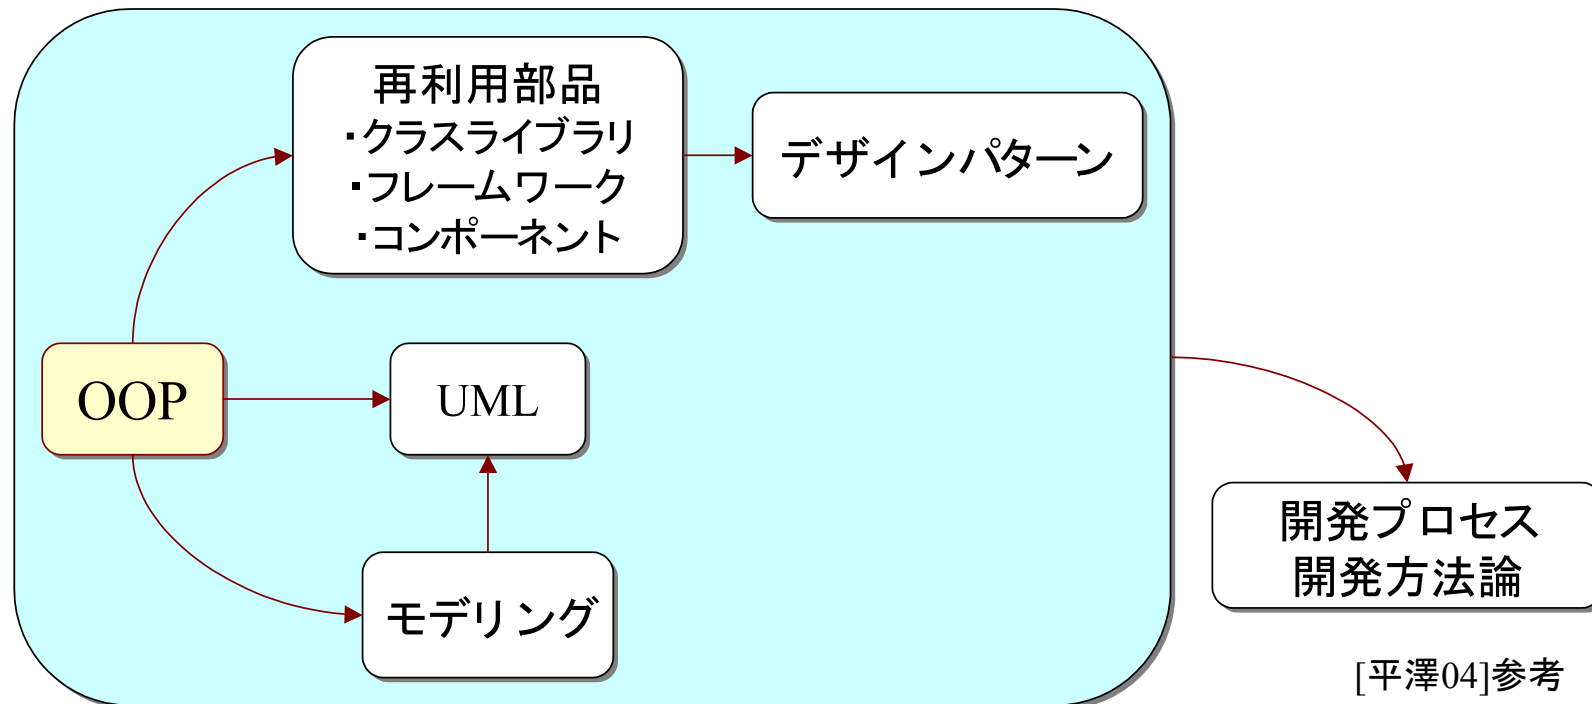 再利用部品
・クラスライブラリ
・フレームワーク
・コンポーネント
デザインパターン
OOP
UML
モデリング
開発プロセス
開発方法論
[平澤04]参考